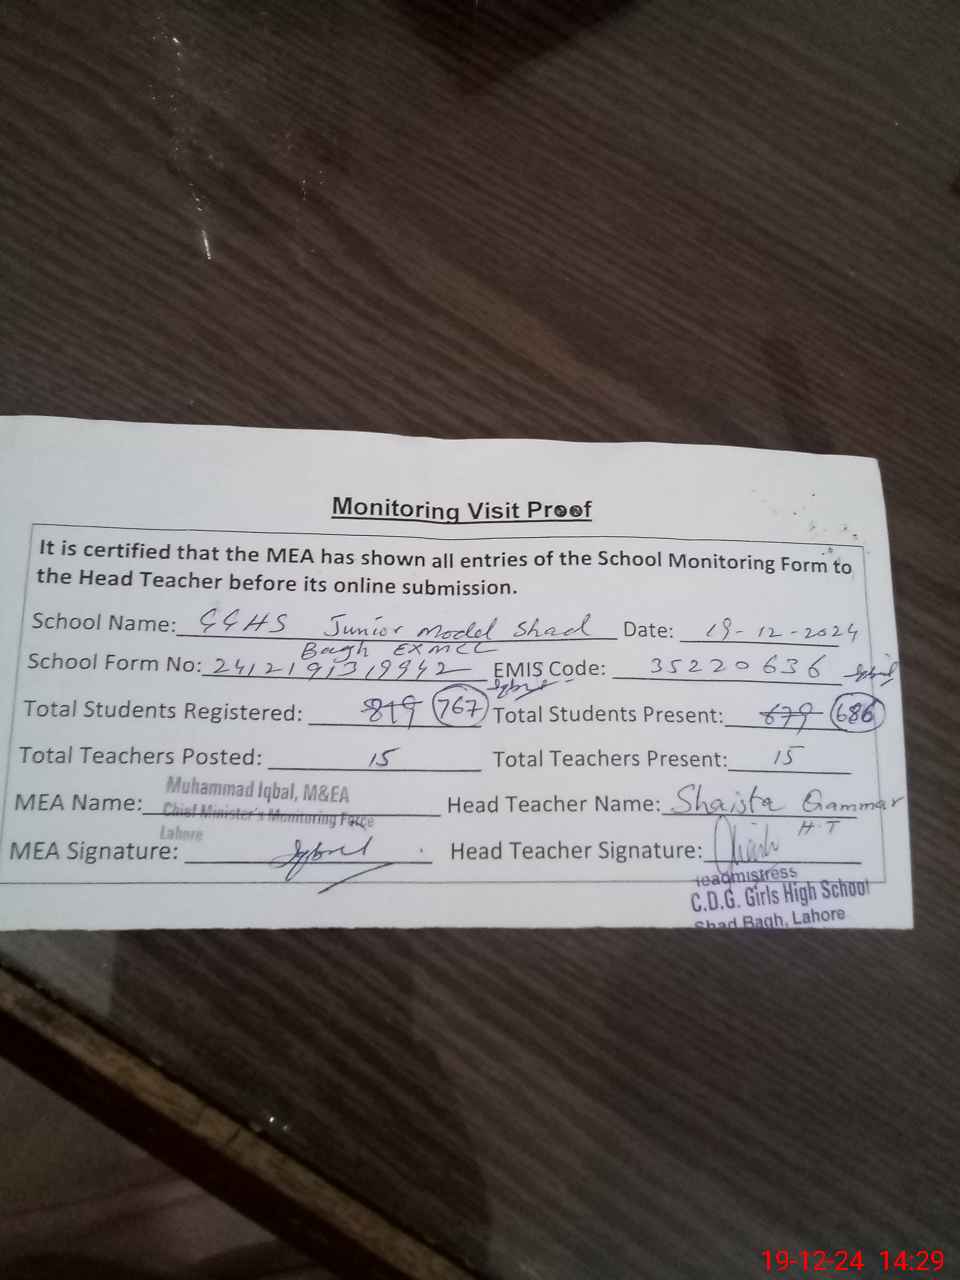 Monitoring Visit Proof
It is certified that the MEA has shown all entries of the School Monitoring Form to
the Head Teacher before its online submission.
School Name: GGHS Junior Model Shad Date: 19-12-2024
Bagh EXMCL
School Form No: 2412191319942 EMIS Code: 35220636
Total Students Registered: 819 767 Total Students Present: 679 686
Total Teachers Posted: 15 Total Teachers Present: 15
Muhammad Iqbal, M&EA
MEA Name: Head Teacher Name: Shaista Gammar
Chief Minister's Monitoring Force
H.T
Lahore
MEA Signature: Iqbal Head Teacher Signature:
Headmistress
C.D.G. Girls High School
Shad Bagh, Lahore
19-12-24 14:29